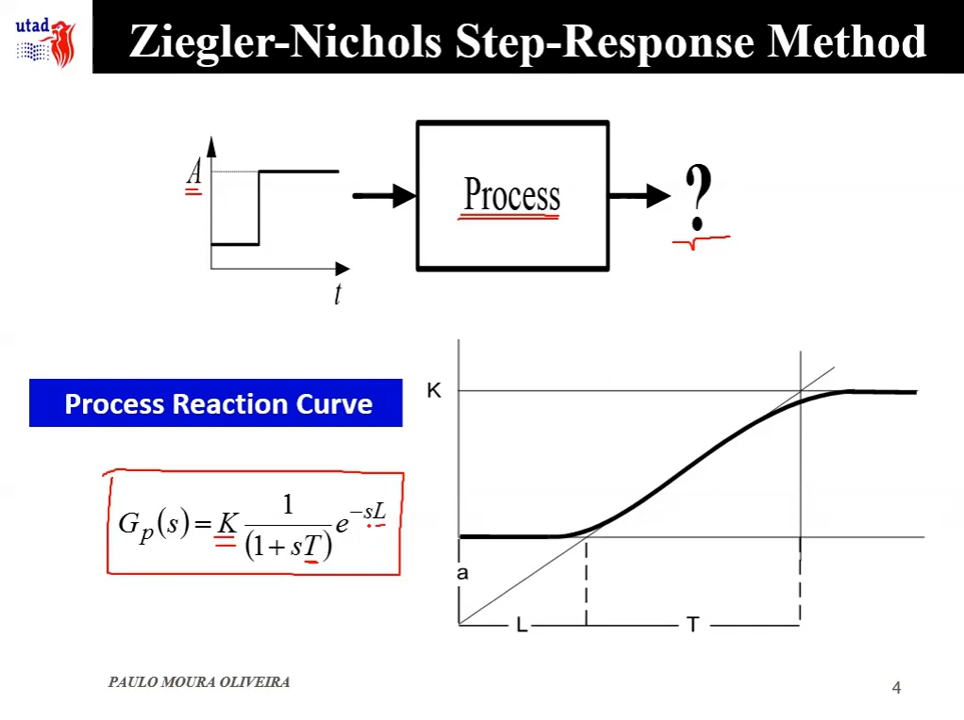 utad
Ziegler-Nichols Step-Response Method
A
Process
?
t
K
Process Reaction Curve
G_p(s) = K \frac{1}{(1 + sT)} e^{-sL}
a
L
T
PAULO MOURA OLIVEIRA
4